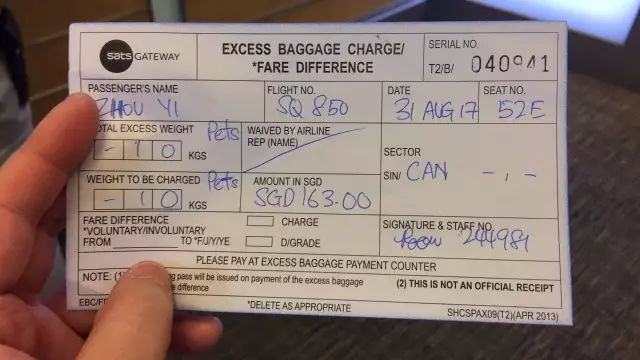 sats GATEWAY
EXCESS BAGGAGE CHARGE/
*FARE DIFFERENCE
SERIAL NO.
T2/B/ 040941
PASSENGER'S NAME
ZHOU YI
FLIGHT NO.
SQ 850
DATE
31 AUG 17
SEAT NO.
52E
TOTAL EXCESS WEIGHT Pets
- 1 0 KGS
WAIVED BY AIRLINE
REP (NAME)
SECTOR
SIN/ CAN - , -
WEIGHT TO BE CHARGED Pets
- 1 0 KGS
AMOUNT IN SGD
SGD 163.00
FARE DIFFERENCE
*VOLUNTARY/INVOLUNTARY
FROM TO *F/J/Y/E
CHARGE
D/GRADE
SIGNATURE & STAFF NO.
244981
PLEASE PAY AT EXCESS BAGGAGE PAYMENT COUNTER
NOTE: (1) pass will be issued on payment of the excess baggage
difference
(2) THIS IS NOT AN OFFICIAL RECEIPT
*DELETE AS APPROPRIATE
SHCSPAX09(T2)(APR 2013)